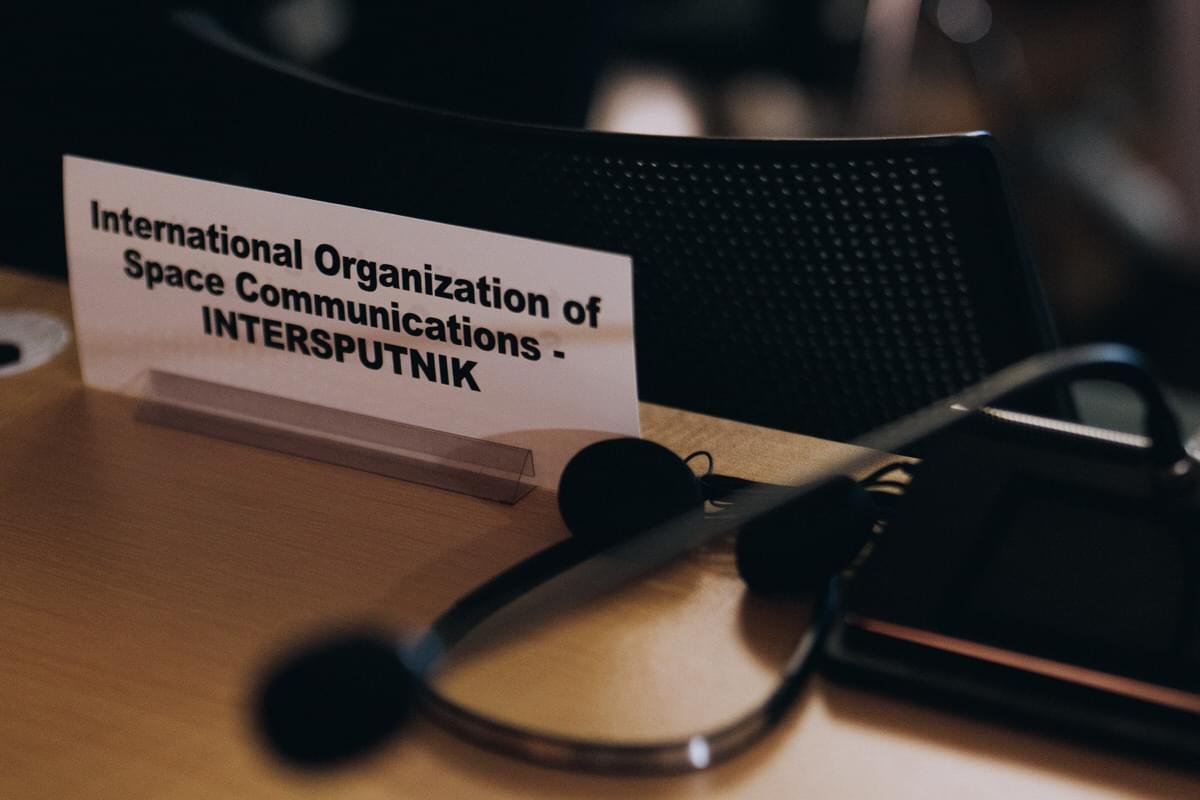 International Organization of
Space Communications -
INTERSPUTNIK